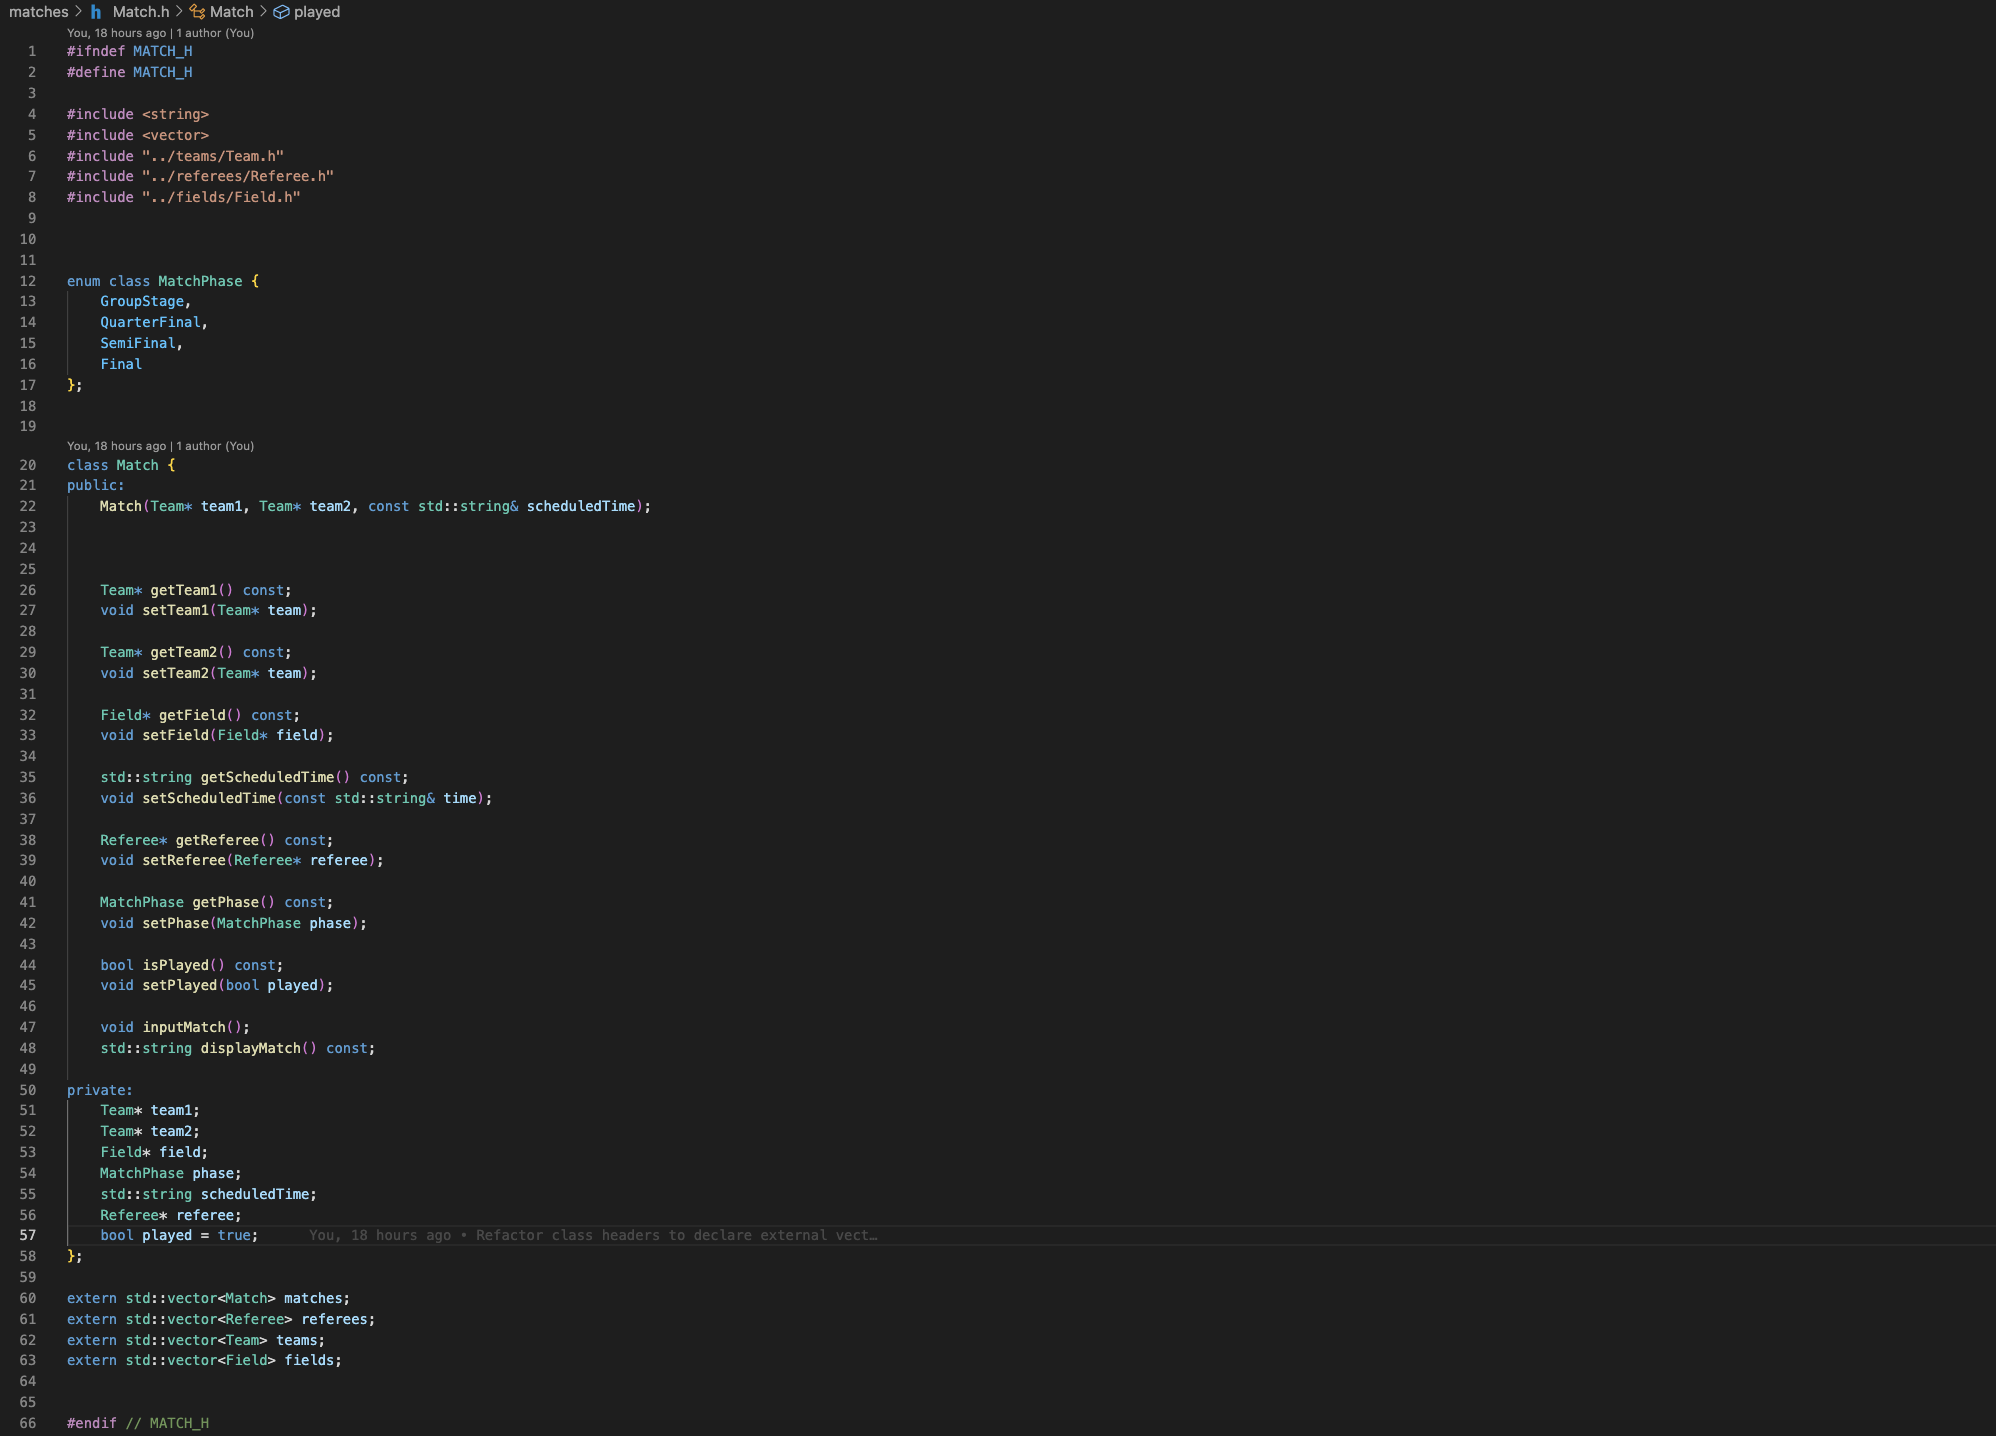 matches > h Match.h > Match > played
You, 18 hours ago | 1 author (You)
1 #ifndef MATCH_H
2 #define MATCH_H
3
4 #include <string>
5 #include <vector>
6 #include "../teams/Team.h"
7 #include "../referees/Referee.h"
8 #include "../fields/Field.h"
9
10
11
12 enum class MatchPhase {
13     GroupStage,
14     QuarterFinal,
15     SemiFinal,
16     Final
17 };
18
19
You, 18 hours ago | 1 author (You)
20 class Match {
21 public:
22     Match(Team* team1, Team* team2, const std::string& scheduledTime);
23
24
25
26     Team* getTeam1() const;
27     void setTeam1(Team* team);
28
29     Team* getTeam2() const;
30     void setTeam2(Team* team);
31
32     Field* getField() const;
33     void setField(Field* field);
34
35     std::string getScheduledTime() const;
36     void setScheduledTime(const std::string& time);
37
38     Referee* getReferee() const;
39     void setReferee(Referee* referee);
40
41     MatchPhase getPhase() const;
42     void setPhase(MatchPhase phase);
43
44     bool isPlayed() const;
45     void setPlayed(bool played);
46
47     void inputMatch();
48     std::string displayMatch() const;
49
50 private:
51     Team* team1;
52     Team* team2;
53     Field* field;
54     MatchPhase phase;
55     std::string scheduledTime;
56     Referee* referee;
57     bool played = true;      You, 18 hours ago • Refactor class headers to declare external vect…
58 };
59
60 extern std::vector<Match> matches;
61 extern std::vector<Referee> referees;
62 extern std::vector<Team> teams;
63 extern std::vector<Field> fields;
64
65
66 #endif // MATCH_H